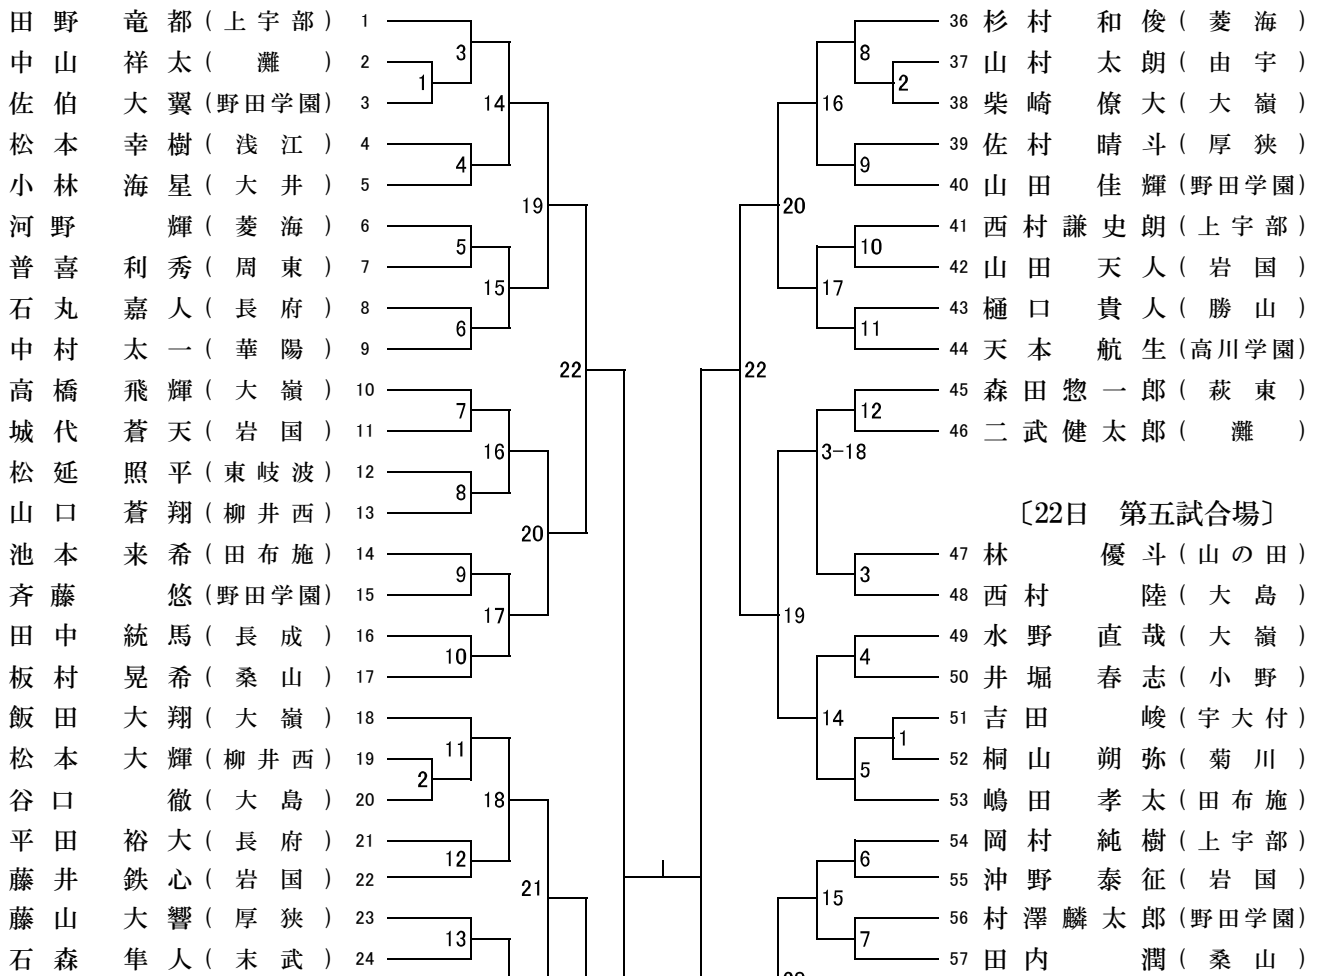 田野 竜都(上宇部) 1
中山 祥太(灘) 2
佐伯 大翼(野田学園) 3
松本 幸樹(浅江) 4
小林 海星(大井) 5
河野 輝(菱海) 6
普喜 利秀(周東) 7
石丸 嘉人(長府) 8
中村 太一(華陽) 9
高橋 飛輝(大嶺) 10
城代 蒼天(岩国) 11
松延 照平(東岐波) 12
山口 蒼翔(柳井西) 13
池本 来希(田布施) 14
斉藤 悠(野田学園) 15
田中 統馬(長成) 16
板村 晃希(桑山) 17
飯田 大翔(大嶺) 18
松本 大輝(柳井西) 19
谷口 徹(大島) 20
平田 裕大(長府) 21
藤井 鉄心(岩国) 22
藤山 大響(厚狭) 23
石森 隼人(末武) 24
1
2
3
4
5
6
7
8
9
10
11
12
13
14
15
16
17
18
19
20
21
22
36 杉村 和俊(菱海)
37 山村 太朗(由宇)
38 柴崎 僚大(大嶺)
39 佐村 晴斗(厚狭)
40 山田 佳輝(野田学園)
41 西村謙史朗(上宇部)
42 山田 天人(岩国)
43 樋口 貴人(勝山)
44 天本 航生(高川学園)
45 森田惣一郎(萩東)
46 二武健太郎(灘)
〔22日 第五試合場〕
47 林 優斗(山の田)
48 西村 陸(大島)
49 水野 直哉(大嶺)
50 井堀 春志(小野)
51 吉田 峻(宇大付)
52 桐山 朔弥(菊川)
53 嶋田 孝太(田布施)
54 岡村 純樹(上宇部)
55 沖野 泰征(岩国)
56 村澤麟太郎(野田学園)
57 田内 潤(桑山)
8
2
16
9
20
10
17
11
22
12
3-18
3
19
4
14
1
5
6
15
7